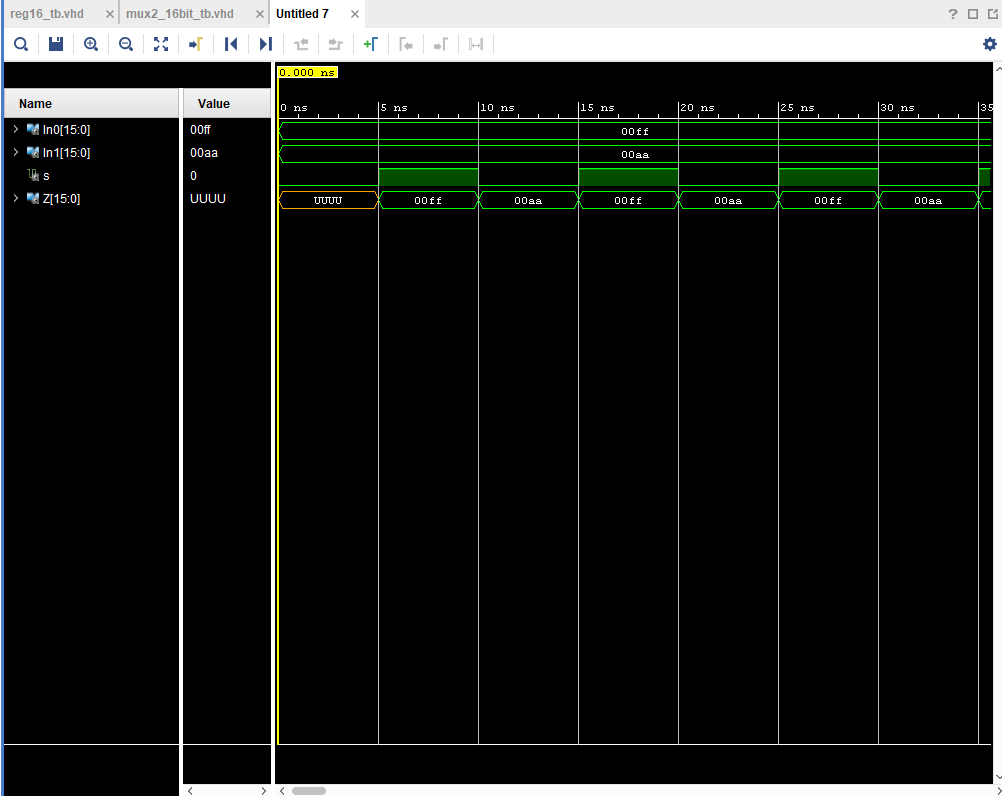 reg16_tb.vhd × mux2_16bit_tb.vhd × Untitled 7 × ?
0.000 ns
Name Value
0 ns 5 ns 10 ns 15 ns 20 ns 25 ns 30 ns 35
In0[15:0] 00ff 00ff
In1[15:0] 00aa 00aa
s 0
Z[15:0] UUUU UUUU 00ff 00aa 00ff 00aa 00ff 00aa